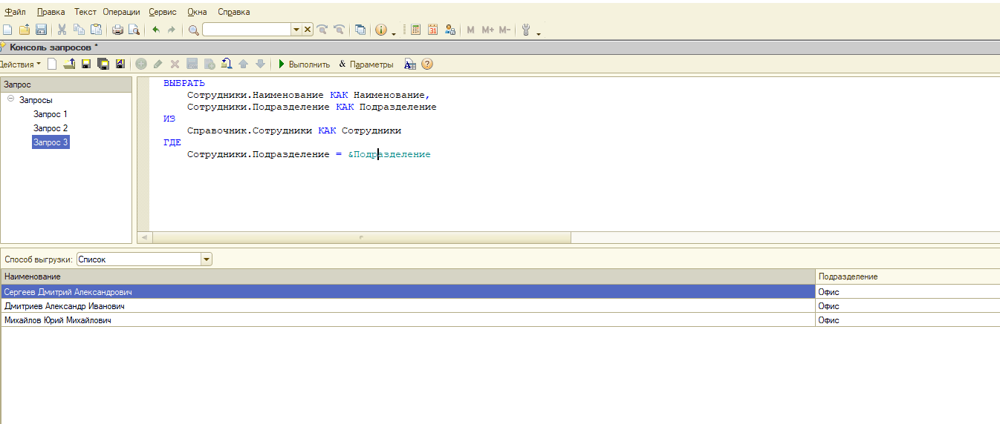 Файл Правка Текст Операции Сервис Окна Справка
M M+ M-
Консоль запросов *
Действия Выполнить & Параметры
Запрос
Запросы
Запрос 1
Запрос 2
Запрос 3
ВЫБРАТЬ
Сотрудники.Наименование КАК Наименование,
Сотрудники.Подразделение КАК Подразделение
ИЗ
Справочник.Сотрудники КАК Сотрудники
ГДЕ
Сотрудники.Подразделение = &Подразделение
Способ выгрузки: Список
Наименование Подразделение
Сергеев Дмитрий Александрович Офис
Дмитриев Александр Иванович Офис
Михайлов Юрий Михайлович Офис